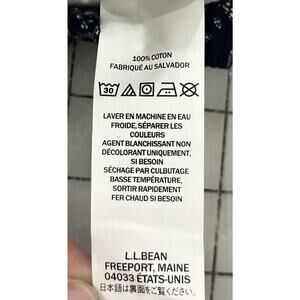 100% COTON
FABRIQUÉ AU SALVADOR
30
LAVER EN MACHINE EN EAU
FROIDE, SÉPARER LES
COULEURS
AGENT BLANCHISSANT NON
DÉCOLORANT UNIQUEMENT,
SI BESOIN
SÉCHAGE PAR CULBUTAGE
BASSE TEMPÉRATURE,
SORTIR RAPIDEMENT
FER CHAUD SI BESOIN
L.L.BEAN
FREEPORT, MAINE
04033 ÉTATS-UNIS
日本語は裏面をご覧ください。